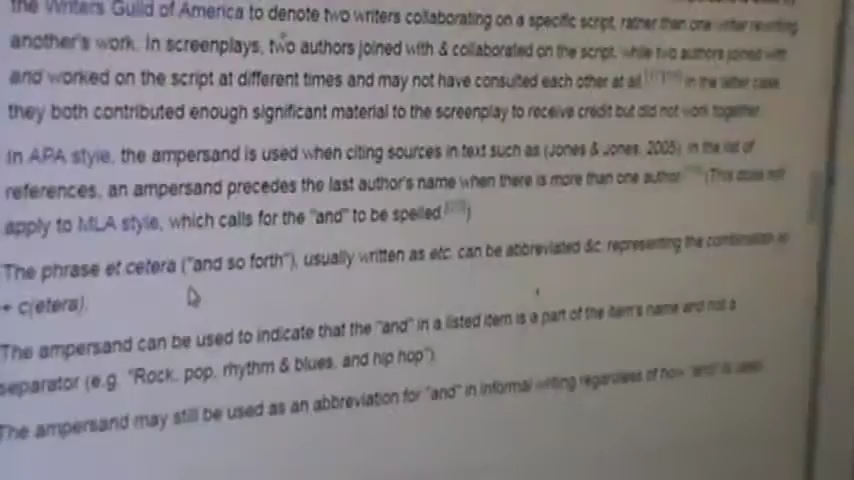 the Writers Guild of America to denote two writers collaborating on a specific script, rather than one writer rewriting
another's work. In screenplays, two authors joined with & collaborated on the script, while two authors joined with
and worked on the script at different times and may not have consulted each other at all. In the latter case,
they both contributed enough significant material to the screenplay to receive credit but did not work together.
In APA style, the ampersand is used when citing sources in text such as (Jones & Jones, 2005). In the list of
references, an ampersand precedes the last author's name when there is more than one author. (This does not
apply to MLA style, which calls for the "and" to be spelled.)
The phrase et cetera ("and so forth"), usually written as etc. can be abbreviated &c. representing the combination
+ c(etera).
The ampersand can be used to indicate that the "and" in a listed item is a part of the item's name and not a
separator (e.g. "Rock, pop, rhythm & blues, and hip hop").
The ampersand may still be used as an abbreviation for "and" in informal writing regardless of how "and" is used.